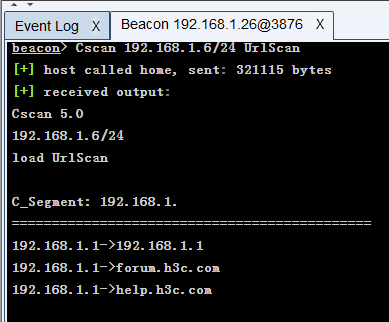 Event Log X Beacon 192.168.1.26@3876 X
beacon> Cscan 192.168.1.6/24 UrlScan
[+] host called home, sent: 321115 bytes
[+] received output:
Cscan 5.0
192.168.1.6/24
load UrlScan
C_Segment: 192.168.1.
=============================================
192.168.1.1->192.168.1.1
192.168.1.1->forum.h3c.com
192.168.1.1->help.h3c.com